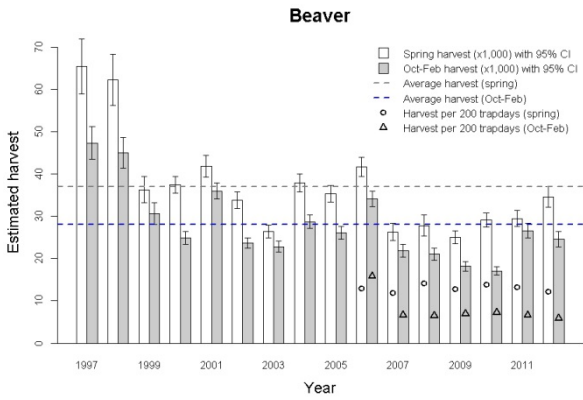 Beaver
Spring harvest (x1,000) with 95% CI
Oct-Feb harvest (x1,000) with 95% CI
Average harvest (spring)
Average harvest (Oct-Feb)
Harvest per 200 trapdays (spring)
Harvest per 200 trapdays (Oct-Feb)
Estimated harvest
70
60
50
40
30
20
10
0
1997 1999 2001 2003 2005 2007 2009 2011
Year